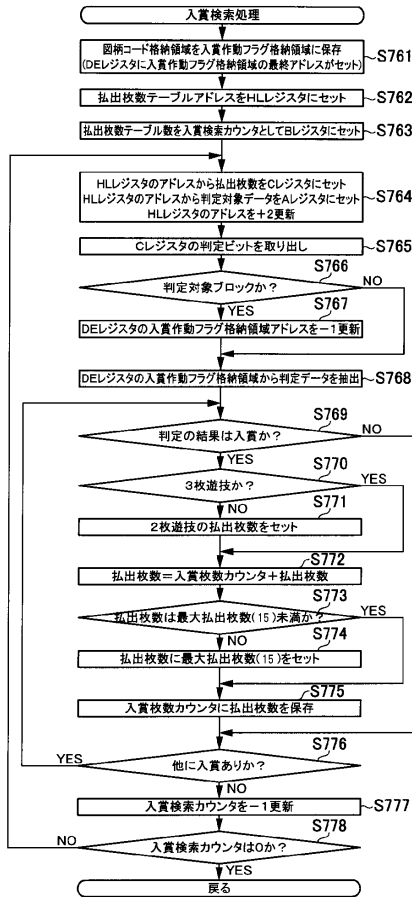 入賞検索処理
図柄コード格納領域を入賞作動フラグ格納領域に保存
(DEレジスタに入賞作動フラグ格納領域の最終アドレスがセット)
S761
払出枚数テーブルアドレスをHLレジスタにセット
S762
払出枚数テーブル数を入賞検索カウンタとしてBレジスタにセット
S763
HLレジスタのアドレスから払出枚数をCレジスタにセット
HLレジスタのアドレスから判定対象データをAレジスタにセット
HLレジスタのアドレスを+2更新
S764
Cレジスタの判定ビットを取り出し
S765
S766
判定対象ブロックか?
NO
YES
S767
DEレジスタの入賞作動フラグ格納領域アドレスを-1更新
DEレジスタの入賞作動フラグ格納領域から判定データを抽出
S768
S769
判定の結果は入賞か?
NO
YES
S770
3枚遊技か?
YES
NO
S771
2枚遊技の払出枚数をセット
S772
払出枚数=入賞枚数カウンタ+払出枚数
S773
払出枚数は最大払出枚数(15)未満か?
YES
NO
S774
払出枚数に最大払出枚数(15)をセット
S775
入賞枚数カウンタに払出枚数を保存
S776
YES
他に入賞ありか?
NO
入賞検索カウンタを-1更新
S777
S778
NO
入賞検索カウンタは0か?
YES
戻る